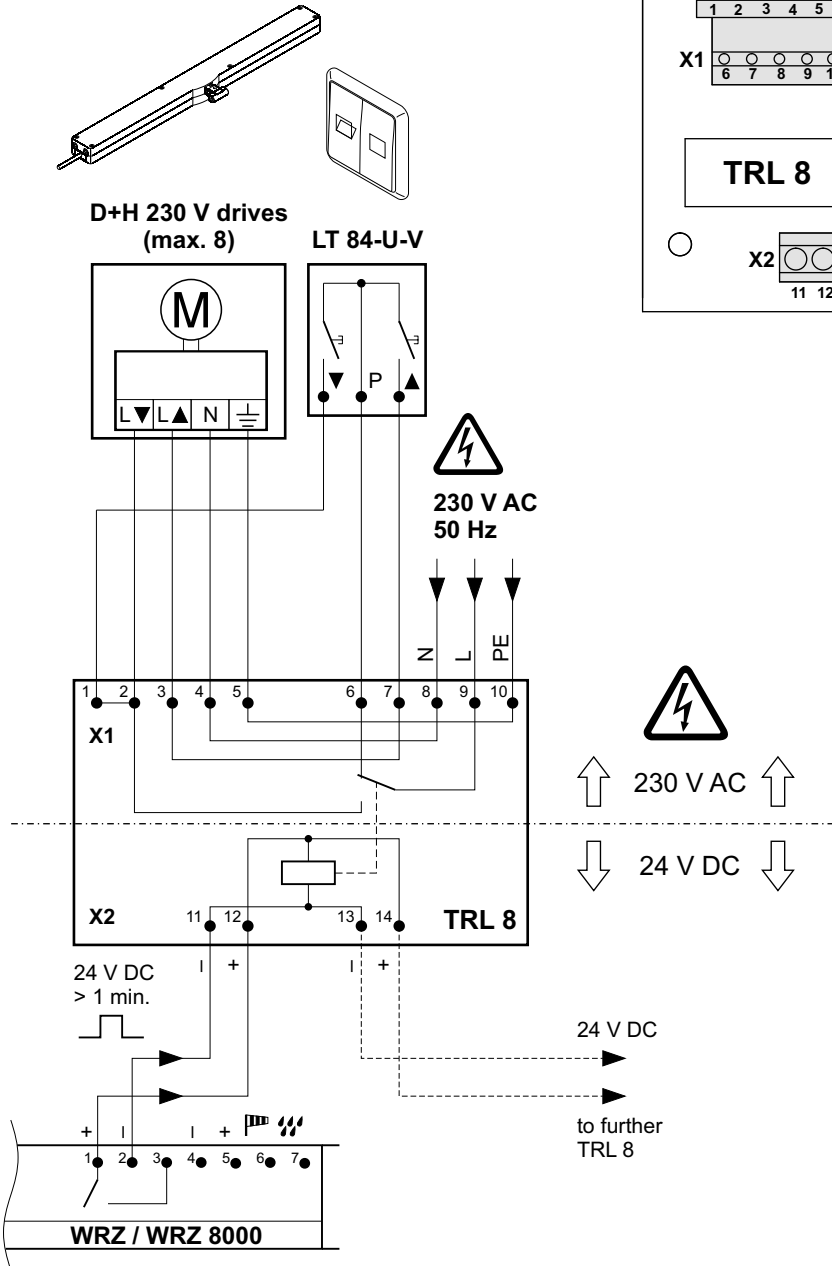 1 2 3 4 5
X1
6 7 8 9
TRL 8
X2
11 12
D+H 230 V drives
(max. 8)
LT 84-U-V
M
L▼ L▲ N
▼ P ▲
230 V AC
50 Hz
N L PE
1 2 3 4 5 6 7 8 9 10
X1
230 V AC
24 V DC
X2
11 12 13 14
TRL 8
– + – +
24 V DC
> 1 min.
24 V DC
to further
TRL 8
+ – – +
1 2 3 4 5 6 7
WRZ / WRZ 8000